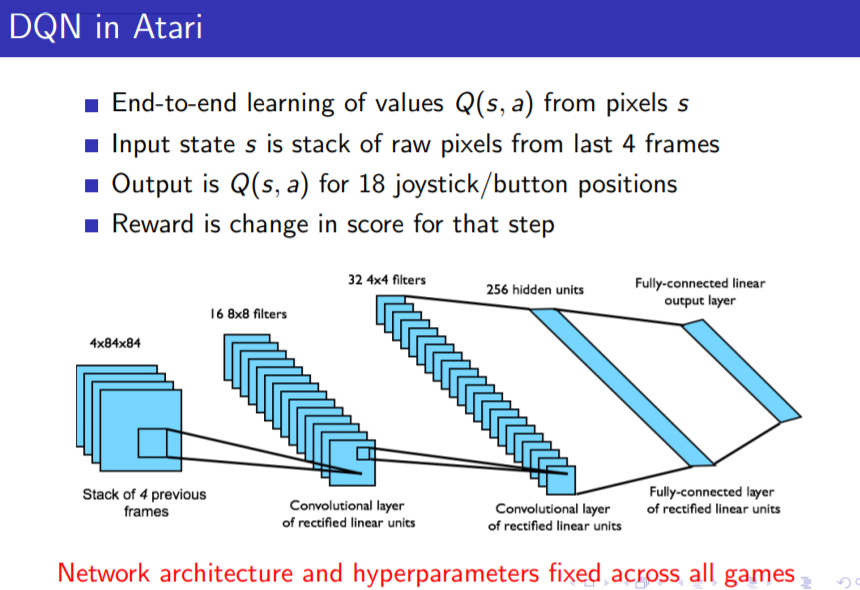 DQN in Atari
End-to-end learning of values Q(s, a) from pixels s
Input state s is stack of raw pixels from last 4 frames
Output is Q(s, a) for 18 joystick/button positions
Reward is change in score for that step
32 4x4 filters
256 hidden units
Fully-connected linear
output layer
16 8x8 filters
4x84x84
Stack of 4 previous
frames
Convolutional layer
of rectified linear units
Convolutional layer
of rectified linear units
Fully-connected layer
of rectified linear units
Network architecture and hyperparameters fixed across all games